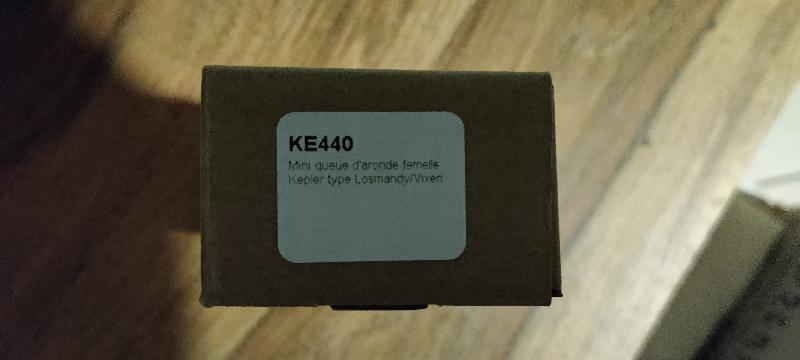 KE440
Mini queue d'aronde femelle
Kepler type Losmandy/Vixen